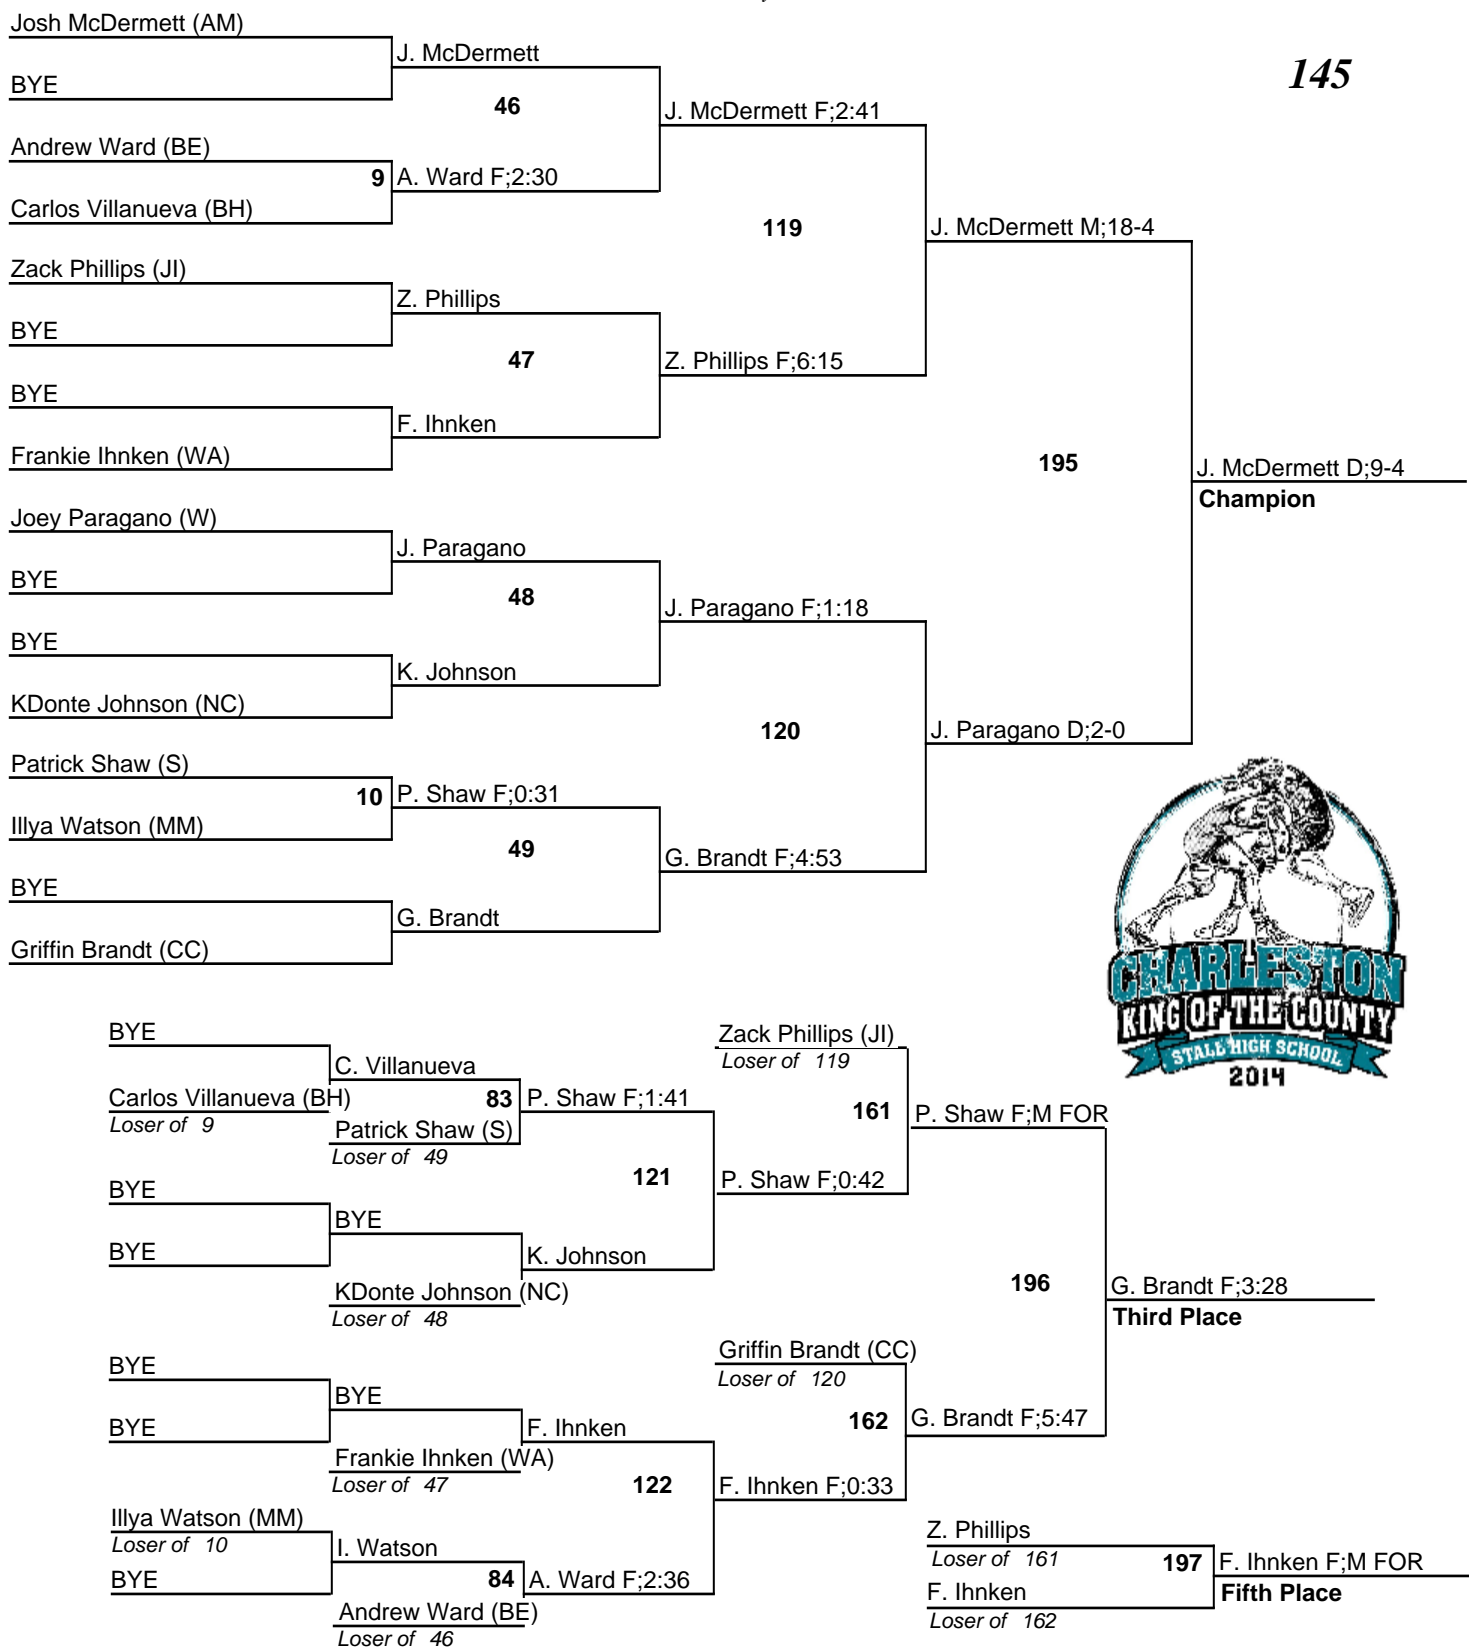 145
Josh McDermett (AM)
J. McDermett
BYE
46
J. McDermett F;2:41
Andrew Ward (BE)
9 A. Ward F;2:30
Carlos Villanueva (BH)
119
J. McDermett M;18-4
Zack Phillips (JI)
Z. Phillips
BYE
47
Z. Phillips F;6:15
BYE
F. Ihnken
Frankie Ihnken (WA)
195
J. McDermett D;9-4
Champion
Joey Paragano (W)
J. Paragano
BYE
48
J. Paragano F;1:18
BYE
K. Johnson
KDonte Johnson (NC)
120
J. Paragano D;2-0
Patrick Shaw (S)
10 P. Shaw F;0:31
Illya Watson (MM)
49
G. Brandt F;4:53
BYE
G. Brandt
Griffin Brandt (CC)
CHARLESTON
KING OF THE COUNTY
STALL HIGH SCHOOL
2014
BYE
C. Villanueva
Carlos Villanueva (BH)
Loser of 9
83 P. Shaw F;1:41
Patrick Shaw (S)
Loser of 49
Zack Phillips (JI)
Loser of 119
161 P. Shaw F;M FOR
121
P. Shaw F;0:42
BYE
BYE
BYE
K. Johnson
KDonte Johnson (NC)
Loser of 48
196
G. Brandt F;3:28
Third Place
Griffin Brandt (CC)
Loser of 120
BYE
BYE
BYE
F. Ihnken
162 G. Brandt F;5:47
Frankie Ihnken (WA)
Loser of 47
122
F. Ihnken F;0:33
Illya Watson (MM)
Loser of 10
I. Watson
BYE
84 A. Ward F;2:36
Andrew Ward (BE)
Loser of 46
Z. Phillips
Loser of 161
197 F. Ihnken F;M FOR
F. Ihnken
Fifth Place
Loser of 162